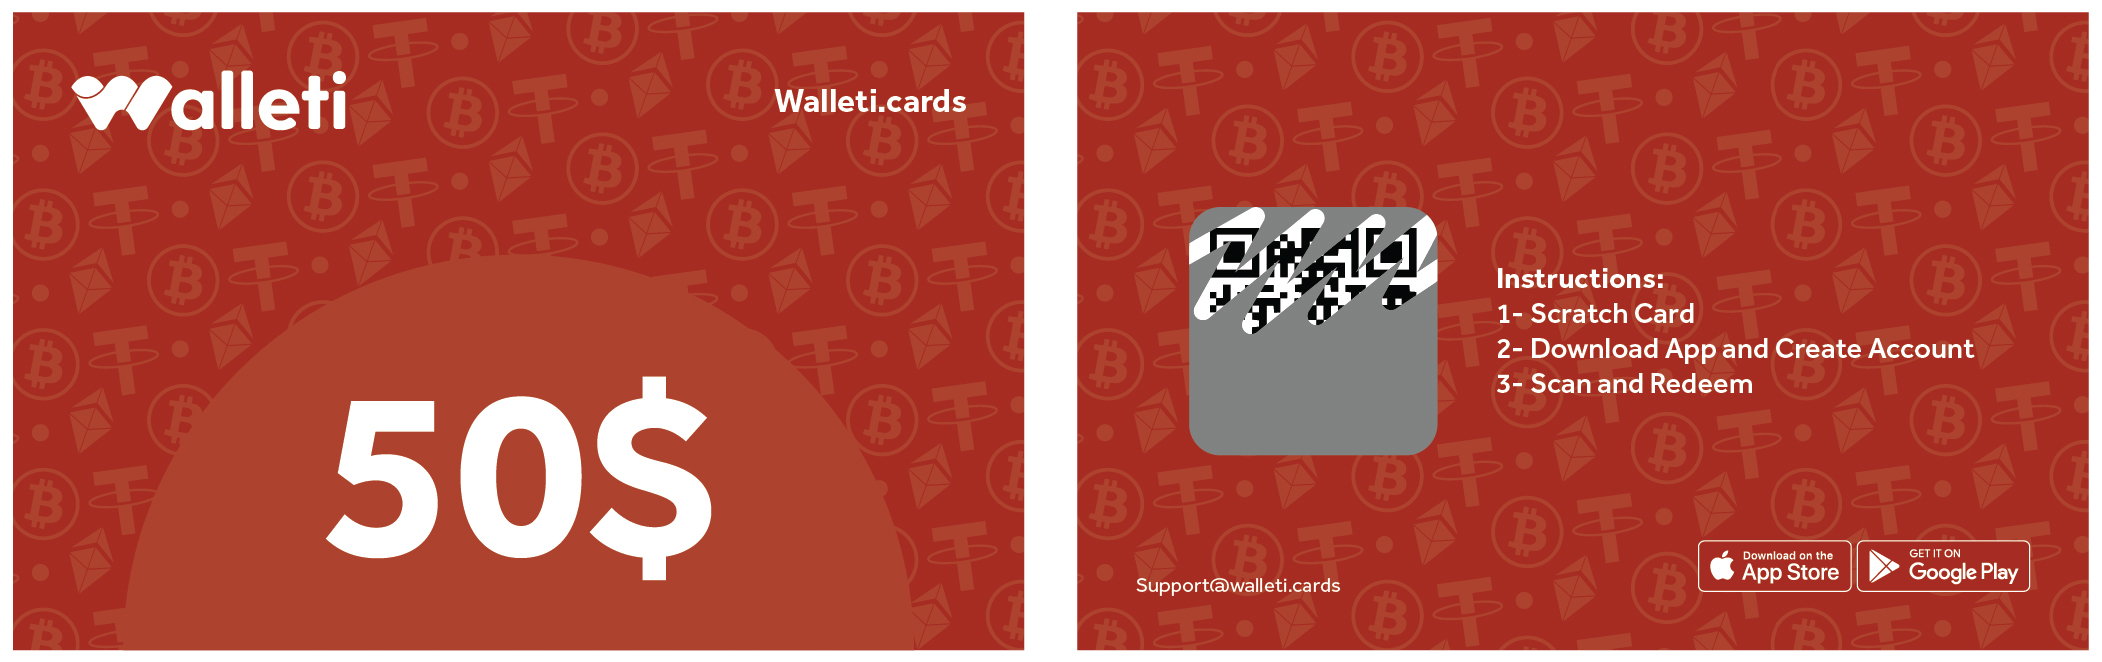 Walleti
Walleti.cards
50$
Instructions:
1- Scratch Card
2- Download App and Create Account
3- Scan and Redeem
Support@walleti.cards
Download on the
App Store
GET IT ON
Google Play